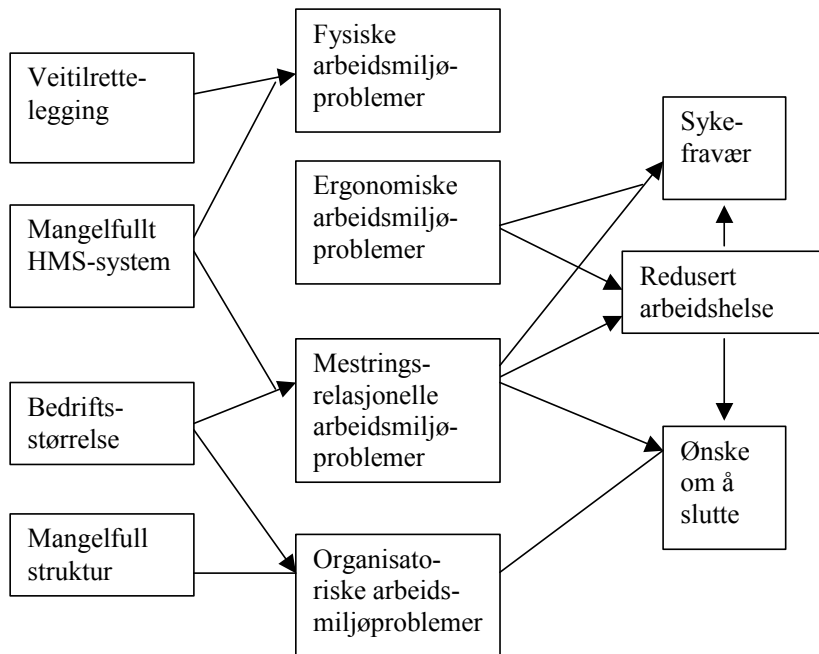 Veitilrette-
legging
Mangelfullt
HMS-system
Bedrifts-
størrelse
Mangelfull
struktur
Fysiske
arbeidsmiljø-
problemer
Ergonomiske
arbeidsmiljø-
problemer
Mestrings-
relasjonelle
arbeidsmiljø-
problemer
Organisato-
riske arbeids-
miljøproblemer
Syke-
fravær
Redusert
arbeidshelse
Ønske
om å
slutte